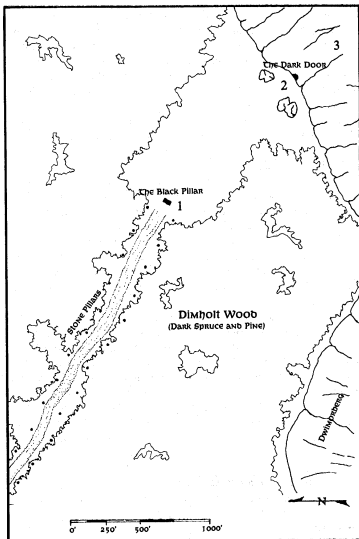 3
The Dark Door
2
The Black Pillar
1
Stone Pillars
Dimholt Wood
(Dark Spruce and Pine)
Dwimorberg
N
0' 250' 500' 1000'